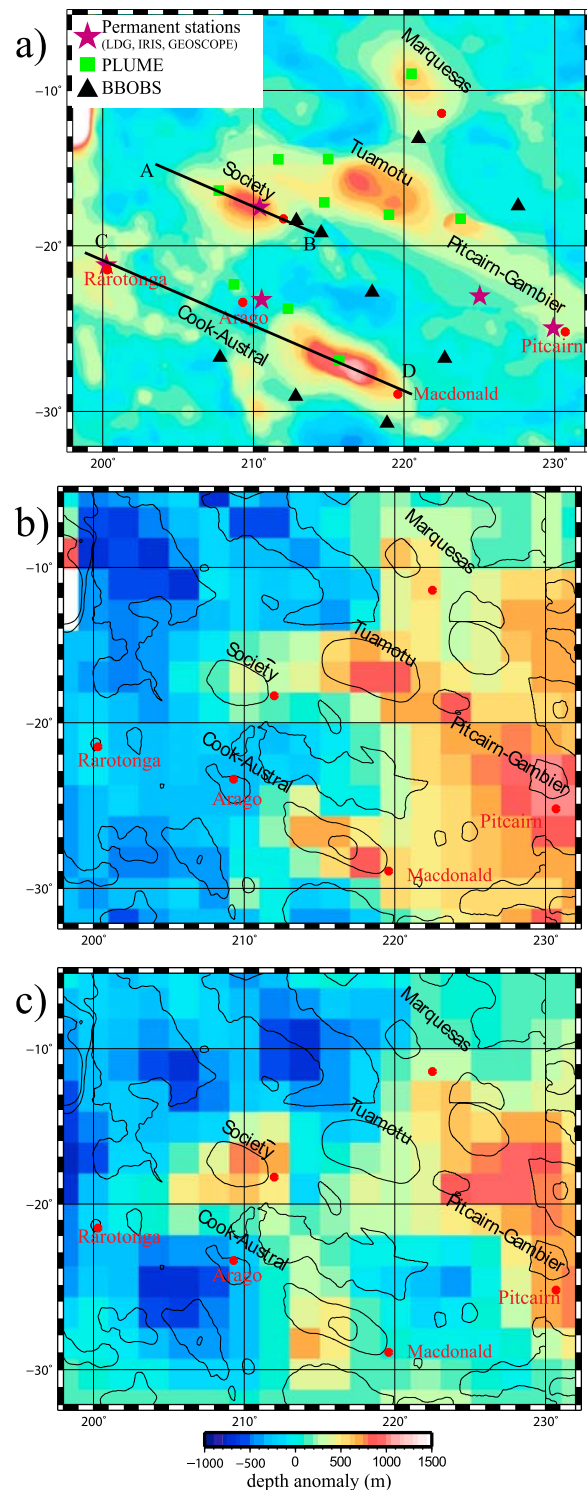 a)
Permanent stations
(LDG, IRIS, GEOSCOPE)
PLUME
BBOBS
Marquesas
−10˚
Tuamotu
A
Society
B
−20˚
C
Rarotonga
Pitcairn-Gambier
Arago
Cook-Austral
Pitcairn
D
Macdonald
−30˚
200˚ 210˚ 220˚ 230˚
b)
Marquesas
−10˚
Tuamotu
Society
−20˚
Pitcairn-Gambier
Rarotonga
Cook-Austral
Arago
Pitcairn
Macdonald
−30˚
200˚ 210˚ 220˚ 230˚
c)
Marquesas
−10˚
Tuamotu
Society
−20˚
Pitcairn-Gambier
Rarotonga
Cook-Austral
Arago
Pitcairn
Macdonald
−30˚
200˚ 210˚ 220˚ 230˚
−1000 −500 0 500 1000 1500
depth anomaly (m)